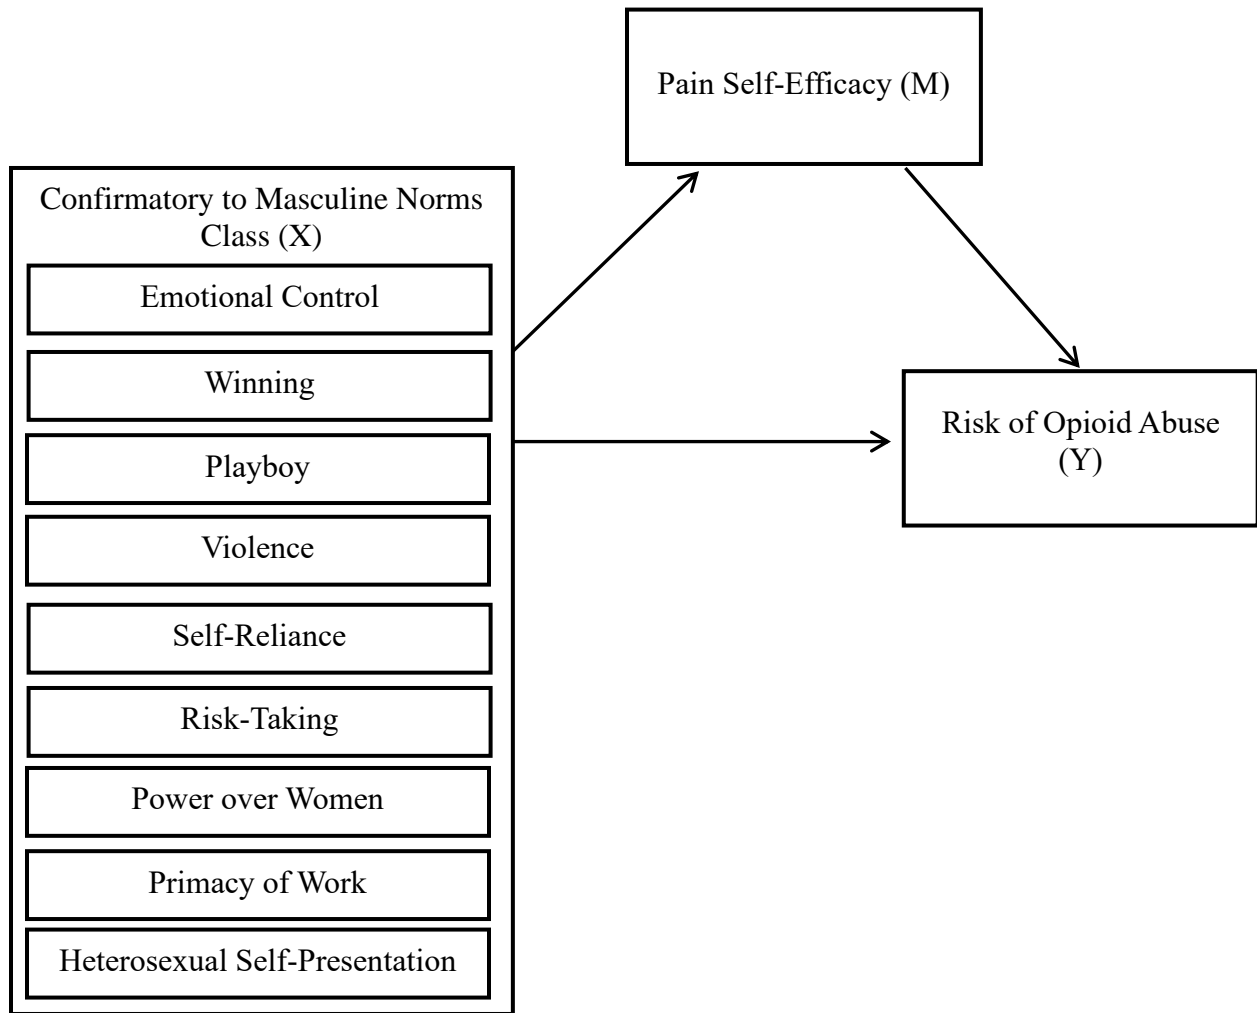 Pain Self-Efficacy (M)
Confirmatory to Masculine Norms
Class (X)
Emotional Control
Winning
Playboy
Violence
Self-Reliance
Risk-Taking
Power over Women
Primacy of Work
Heterosexual Self-Presentation
Risk of Opioid Abuse
(Y)